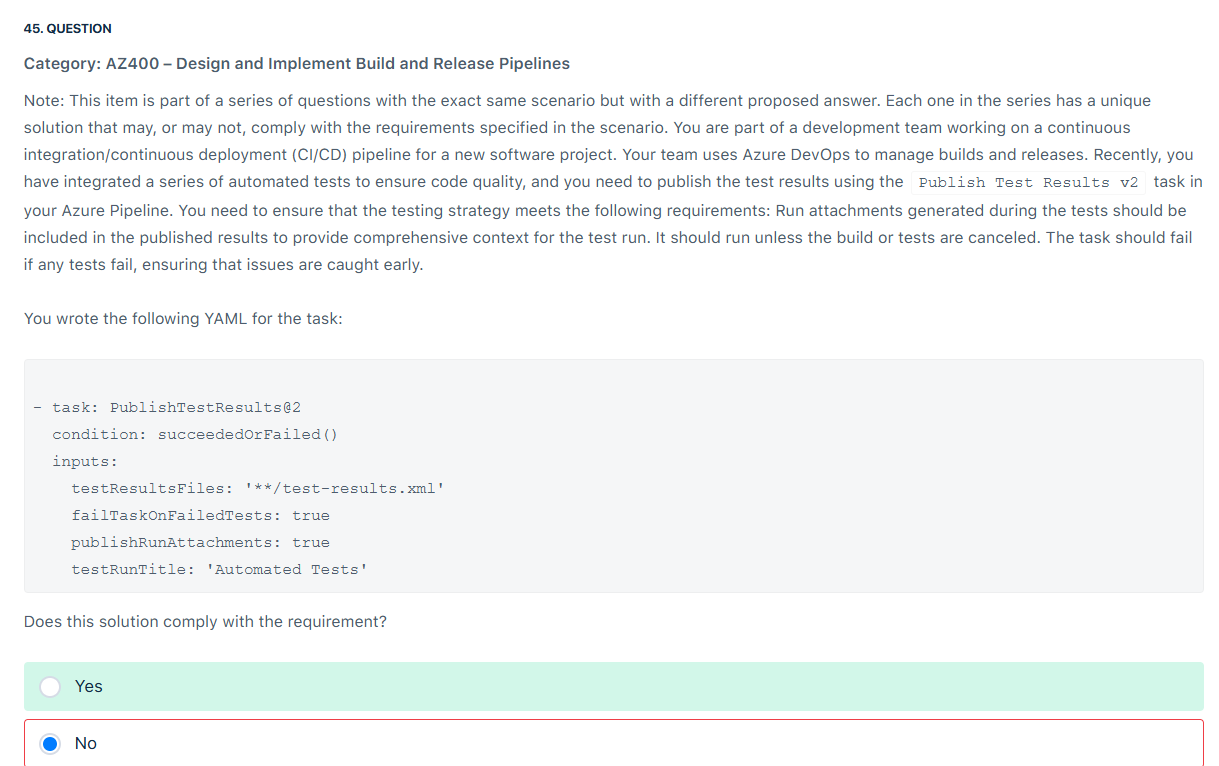 45. QUESTION
Category: AZ400 – Design and Implement Build and Release Pipelines
Note: This item is part of a series of questions with the exact same scenario but with a different proposed answer. Each one in the series has a unique
solution that may, or may not, comply with the requirements specified in the scenario. You are part of a development team working on a continuous
integration/continuous deployment (CI/CD) pipeline for a new software project. Your team uses Azure DevOps to manage builds and releases. Recently, you
have integrated a series of automated tests to ensure code quality, and you need to publish the test results using the Publish Test Results v2 task in
your Azure Pipeline. You need to ensure that the testing strategy meets the following requirements: Run attachments generated during the tests should be
included in the published results to provide comprehensive context for the test run. It should run unless the build or tests are canceled. The task should fail
if any tests fail, ensuring that issues are caught early.
You wrote the following YAML for the task:
- task: PublishTestResults@2
  condition: succeededOrFailed()
  inputs:
    testResultsFiles: '**/test-results.xml'
    failTaskOnFailedTests: true
    publishRunAttachments: true
    testRunTitle: 'Automated Tests'
Does this solution comply with the requirement?
Yes
No